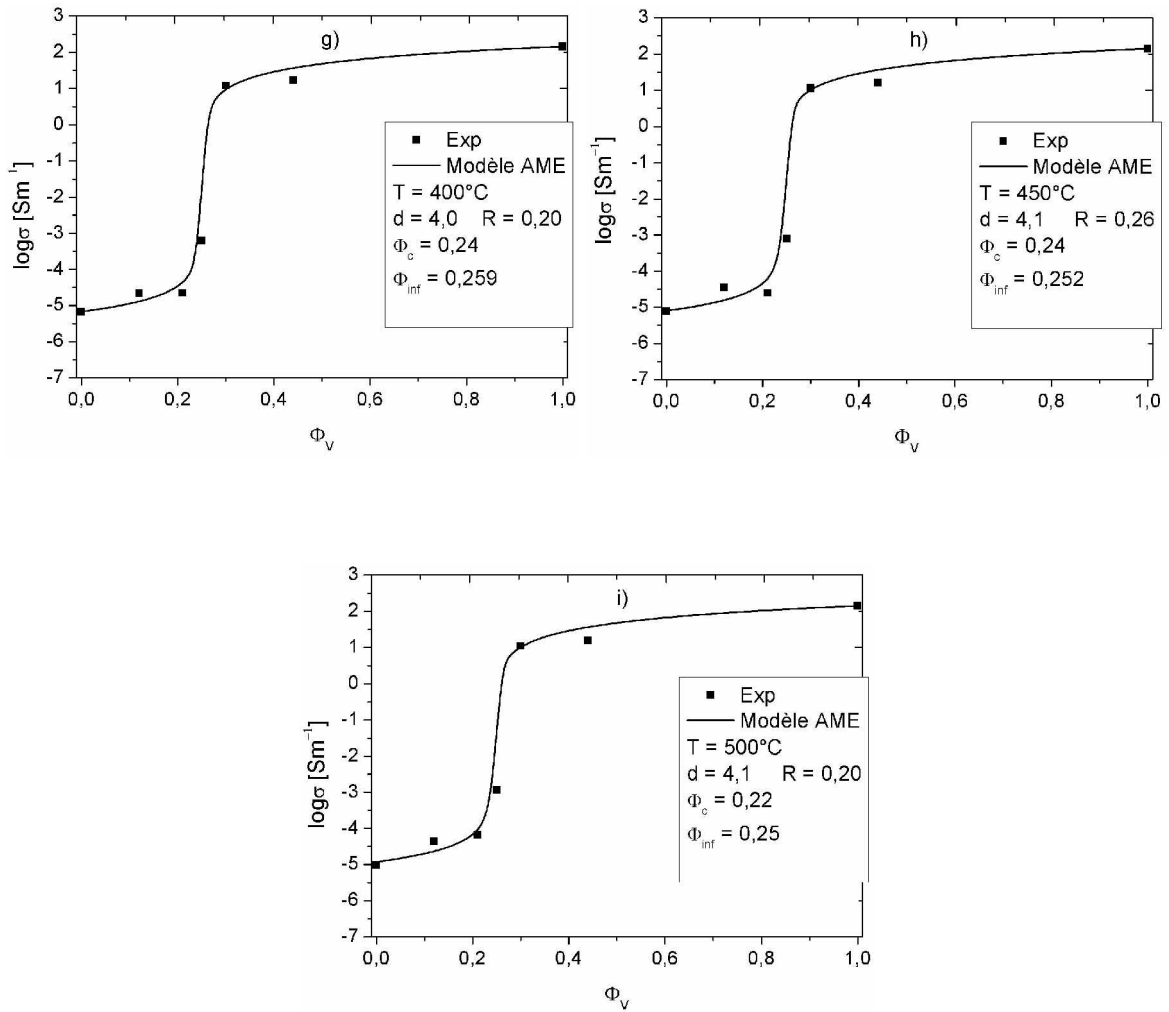 g)
3
2
1
0
-1
-2
-3
-4
-5
-6
-7
logσ [Sm⁻¹]
0,0 0,2 0,4 0,6 0,8 1,0
Φv
Exp
Modèle AME
T = 400°C
d = 4,0 R = 0,20
Φc = 0,24
Φinf = 0,259
h)
3
2
1
0
-1
-2
-3
-4
-5
-6
-7
logσ [Sm⁻¹]
0,0 0,2 0,4 0,6 0,8 1,0
Φv
Exp
Modèle AME
T = 450°C
d = 4,1 R = 0,26
Φc = 0,24
Φinf = 0,252
i)
3
2
1
0
-1
-2
-3
-4
-5
-6
-7
logσ [Sm⁻¹]
0,0 0,2 0,4 0,6 0,8 1,0
Φv
Exp
Modèle AME
T = 500°C
d = 4,1 R = 0,20
Φc = 0,22
Φinf = 0,25